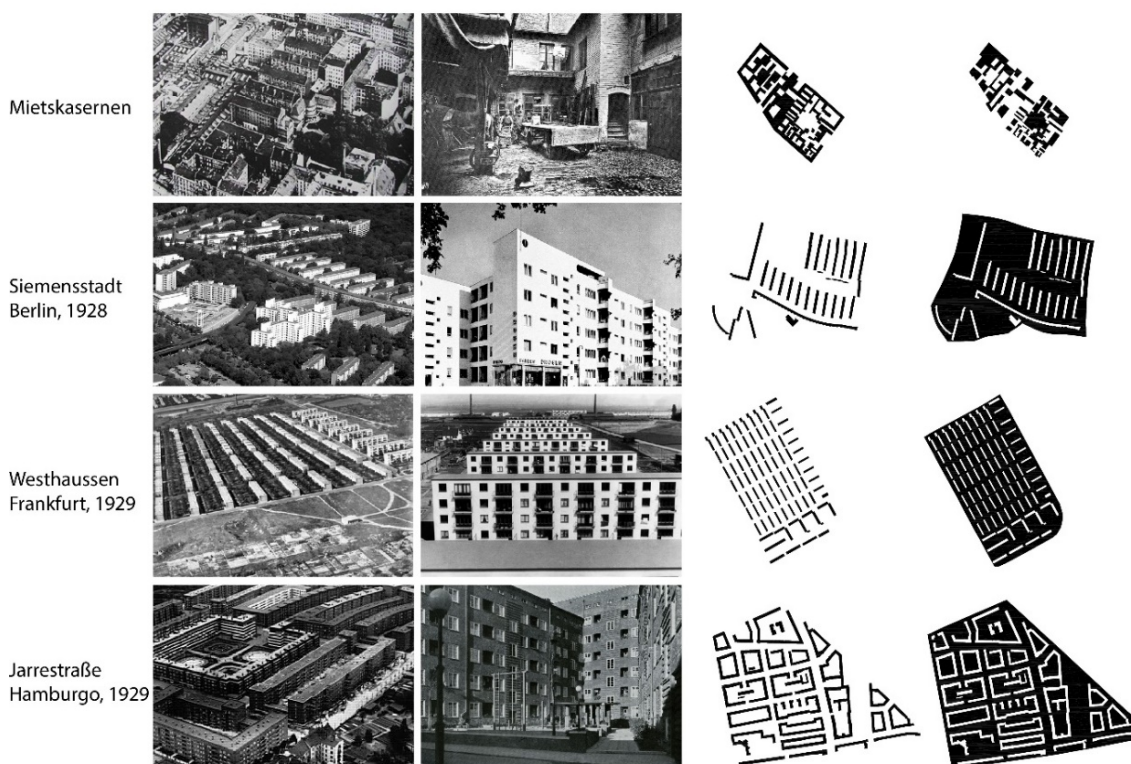 Mietskasernen
Siemensstadt
Berlin, 1928
Westhaussen
Frankfurt, 1929
Jarrestraße
Hamburgo, 1929